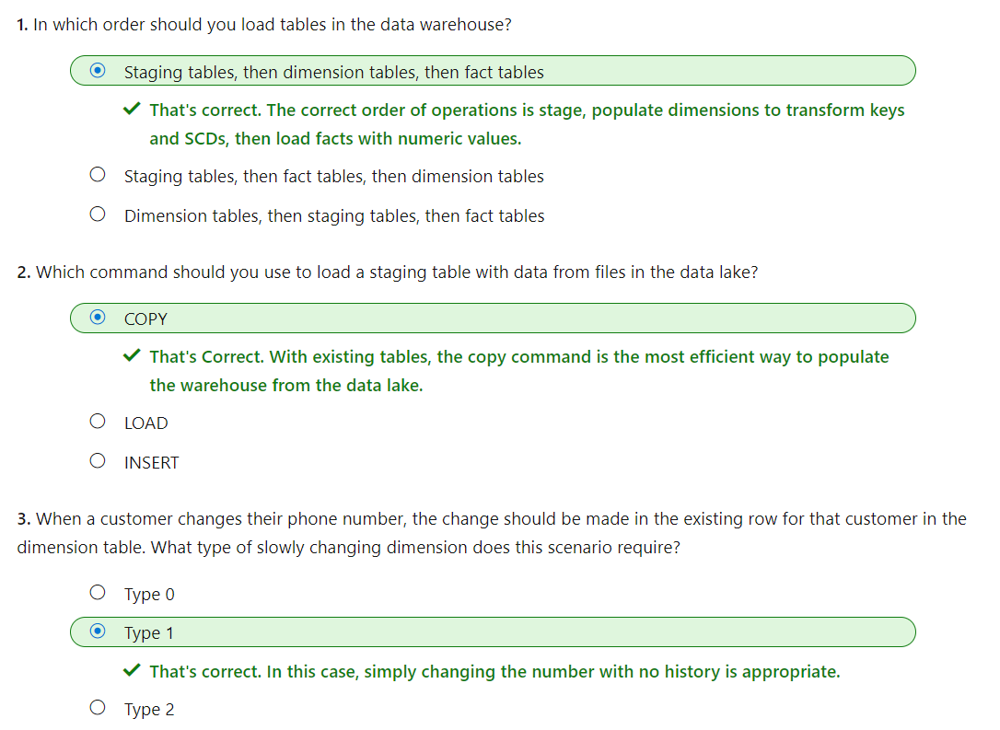 1. In which order should you load tables in the data warehouse?
Staging tables, then dimension tables, then fact tables
That's correct. The correct order of operations is stage, populate dimensions to transform keys
and SCDs, then load facts with numeric values.
Staging tables, then fact tables, then dimension tables
Dimension tables, then staging tables, then fact tables
2. Which command should you use to load a staging table with data from files in the data lake?
COPY
That's Correct. With existing tables, the copy command is the most efficient way to populate
the warehouse from the data lake.
LOAD
INSERT
3. When a customer changes their phone number, the change should be made in the existing row for that customer in the
dimension table. What type of slowly changing dimension does this scenario require?
Type 0
Type 1
That's correct. In this case, simply changing the number with no history is appropriate.
Type 2